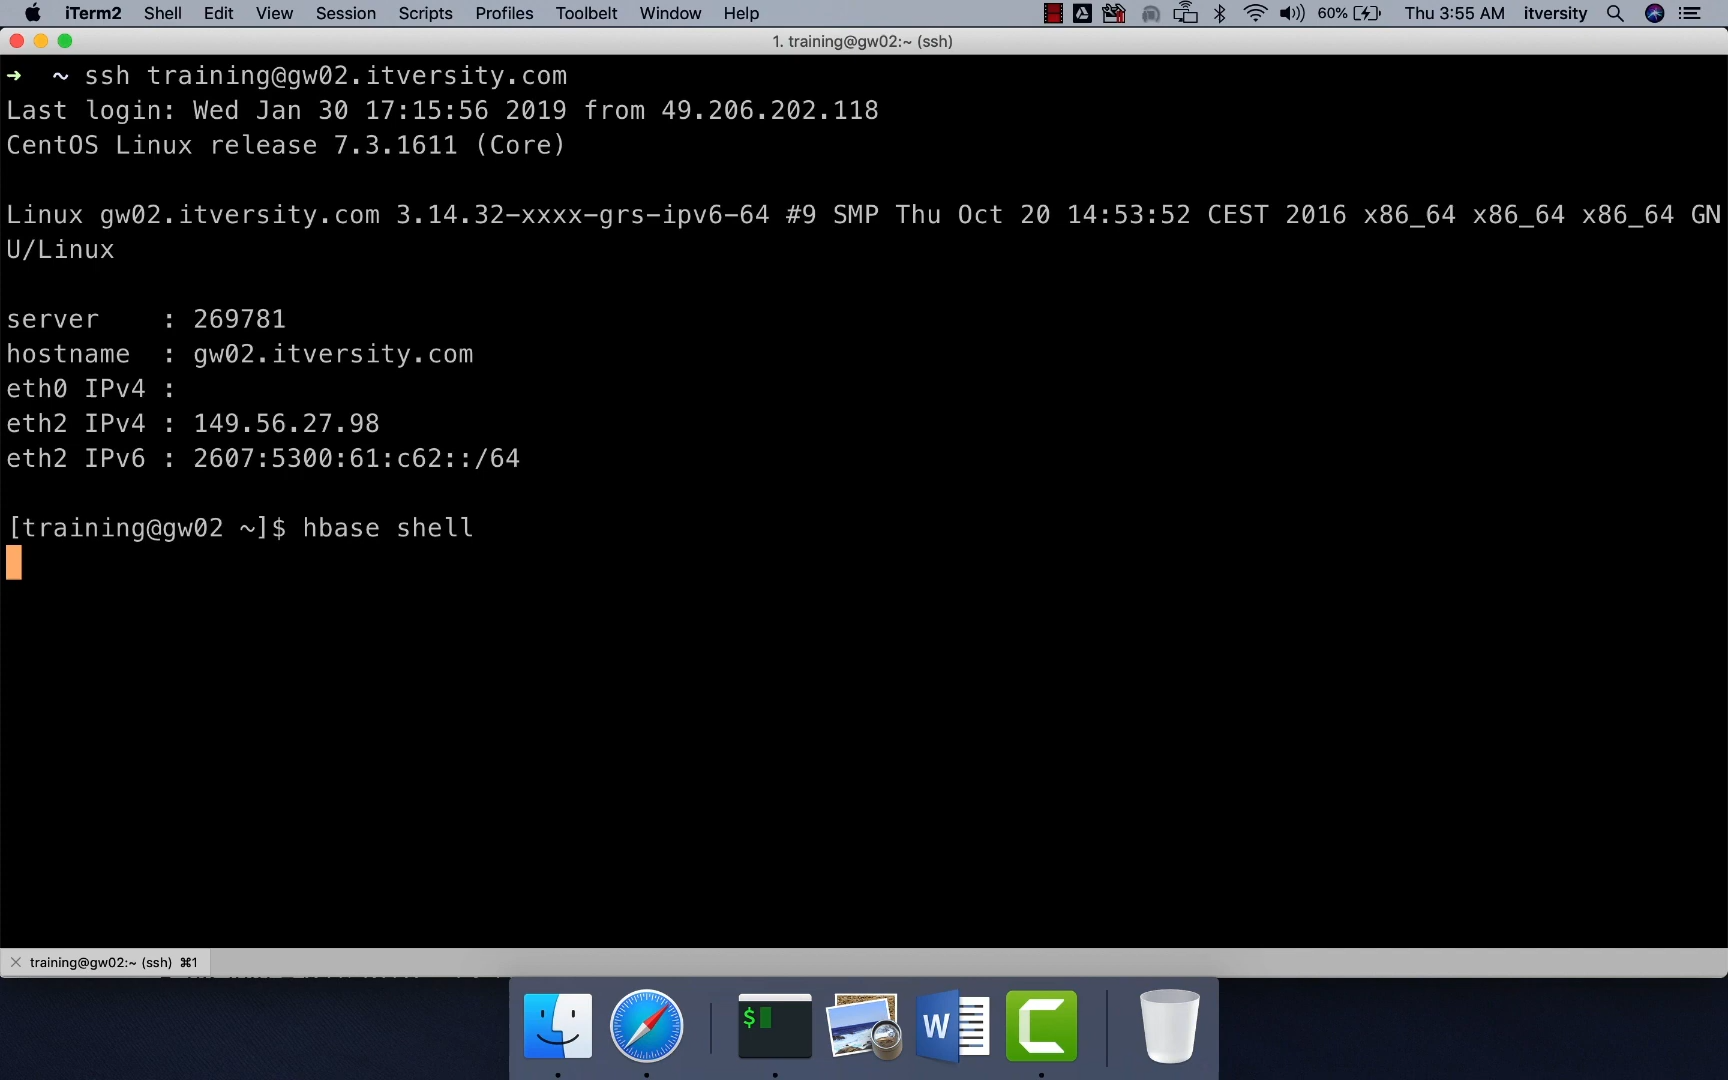 iTerm2 Shell Edit View Session Scripts Profiles Toolbelt Window Help 60% Thu 3:55 AM itversity
1. training@gw02:~ (ssh)
➜ ~ ssh training@gw02.itversity.com
Last login: Wed Jan 30 17:15:56 2019 from 49.206.202.118
CentOS Linux release 7.3.1611 (Core)
Linux gw02.itversity.com 3.14.32-xxxx-grs-ipv6-64 #9 SMP Thu Oct 20 14:53:52 CEST 2016 x86_64 x86_64 x86_64 GN
U/Linux
server    : 269781
hostname  : gw02.itversity.com
eth0 IPv4 :
eth2 IPv4 : 149.56.27.98
eth2 IPv6 : 2607:5300:61:c62::/64
[training@gw02 ~]$ hbase shell
training@gw02:~ (ssh) ⌘1
$
W